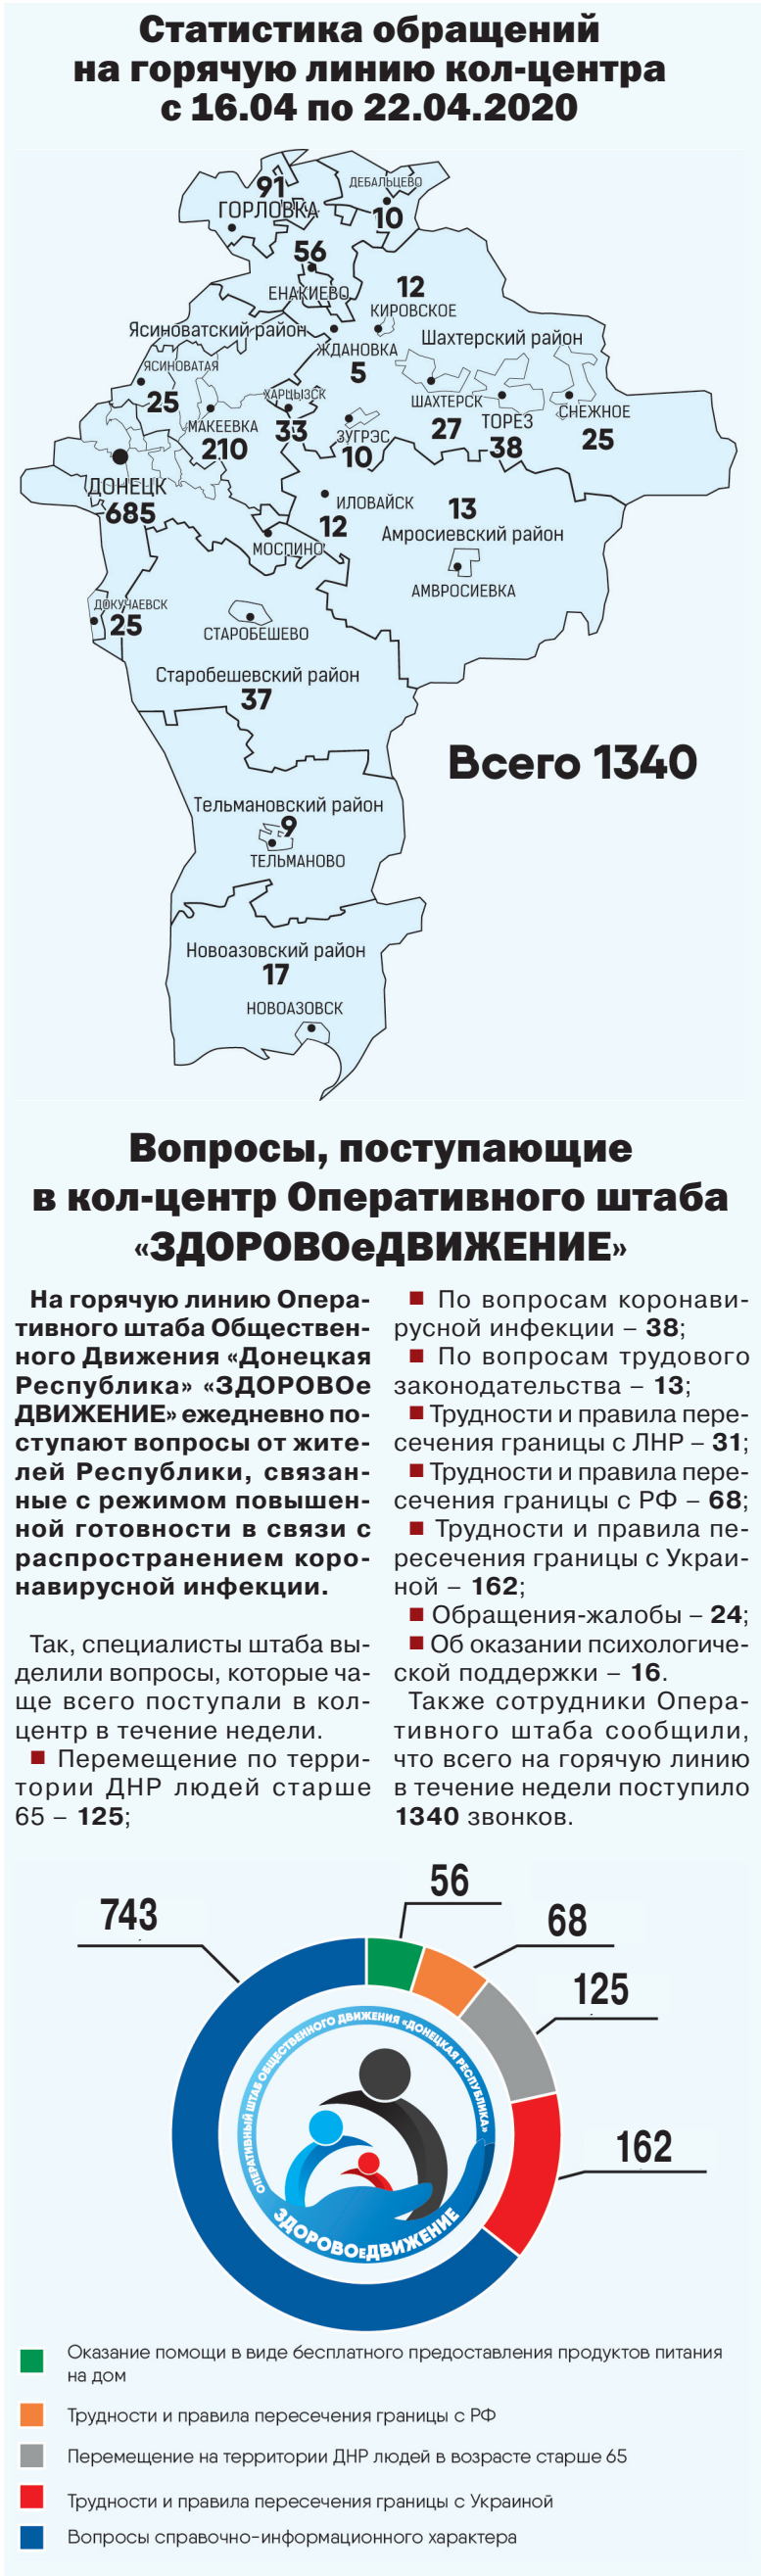 Статистика обращений
на горячую линию кол-центра
с 16.04 по 22.04.2020
91
ГОРЛОВКА
ДЕБАЛЬЦЕВО
10
56
ЕНАКИЕВО
12
КИРОВСКОЕ
Ясиноватский район
ЖДАНОВКА
5
Шахтерский район
ЯСИНОВАТАЯ
25
МАКЕЕВКА
210
ХАРЦЫЗСК
33
ЗУГРЭС
10
ШАХТЕРСК
27
ТОРЕЗ
38
СНЕЖНОЕ
25
ДОНЕЦК
685
ИЛОВАЙСК
12
МОСПИНО
13
Амросиевский район
АМВРОСИЕВКА
ДОКУЧАЕВСК
25
СТАРОБЕШЕВО
Старобешевский район
37
Всего 1340
Тельмановский район
9
ТЕЛЬМАНОВО
Новоазовский район
17
НОВОАЗОВСК
Вопросы, поступающие
в кол-центр Оперативного штаба
«ЗДОРОВОеДВИЖЕНИЕ»
На горячую линию Опера-
тивного штаба Обществен-
ного Движения «Донецкая
Республика» «ЗДОРОВОе
ДВИЖЕНИЕ» ежедневно по-
ступают вопросы от жите-
лей Республики, связан-
ные с режимом повышен-
ной готовности в связи с
распространением коро-
навирусной инфекции.
Так, специалисты штаба вы-
делили вопросы, которые ча-
ще всего поступали в кол-
центр в течение недели.
■ Перемещение по терри-
тории ДНР людей старше
65 – 125;
■ По вопросам коронави-
русной инфекции – 38;
■ По вопросам трудового
законодательства – 13;
■ Трудности и правила пере-
сечения границы с ЛНР – 31;
■ Трудности и правила пере-
сечения границы с РФ – 68;
■ Трудности и правила пе-
ресечения границы с Украи-
ной – 162;
■ Обращения-жалобы – 24;
■ Об оказании психологиче-
ской поддержки – 16.
Также сотрудники Опера-
тивного штаба сообщили,
что всего на горячую линию
в течение недели поступило
1340 звонков.
743
56
68
125
162
ОПЕРАТИВНЫЙ ШТАБ ОБЩЕСТВЕННОГО ДВИЖЕНИЯ «ДОНЕЦКАЯ РЕСПУБЛИКА»
ЗДОРОВОЕДВИЖЕНИЕ
Оказание помощи в виде бесплатного предоставления продуктов питания
на дом
Трудности и правила пересечения границы с РФ
Перемещение на территории ДНР людей в возрасте старше 65
Трудности и правила пересечения границы с Украиной
Вопросы справочно-информационного характера